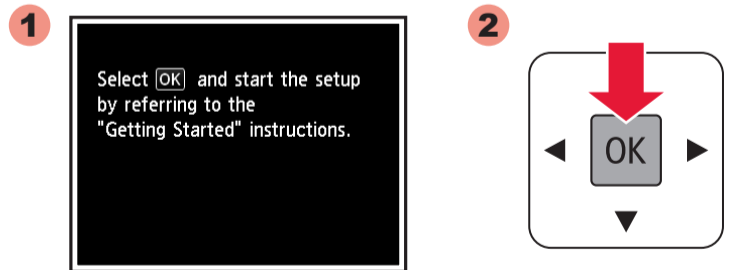 1
Select OK and start the setup
by referring to the
"Getting Started" instructions.
2
OK